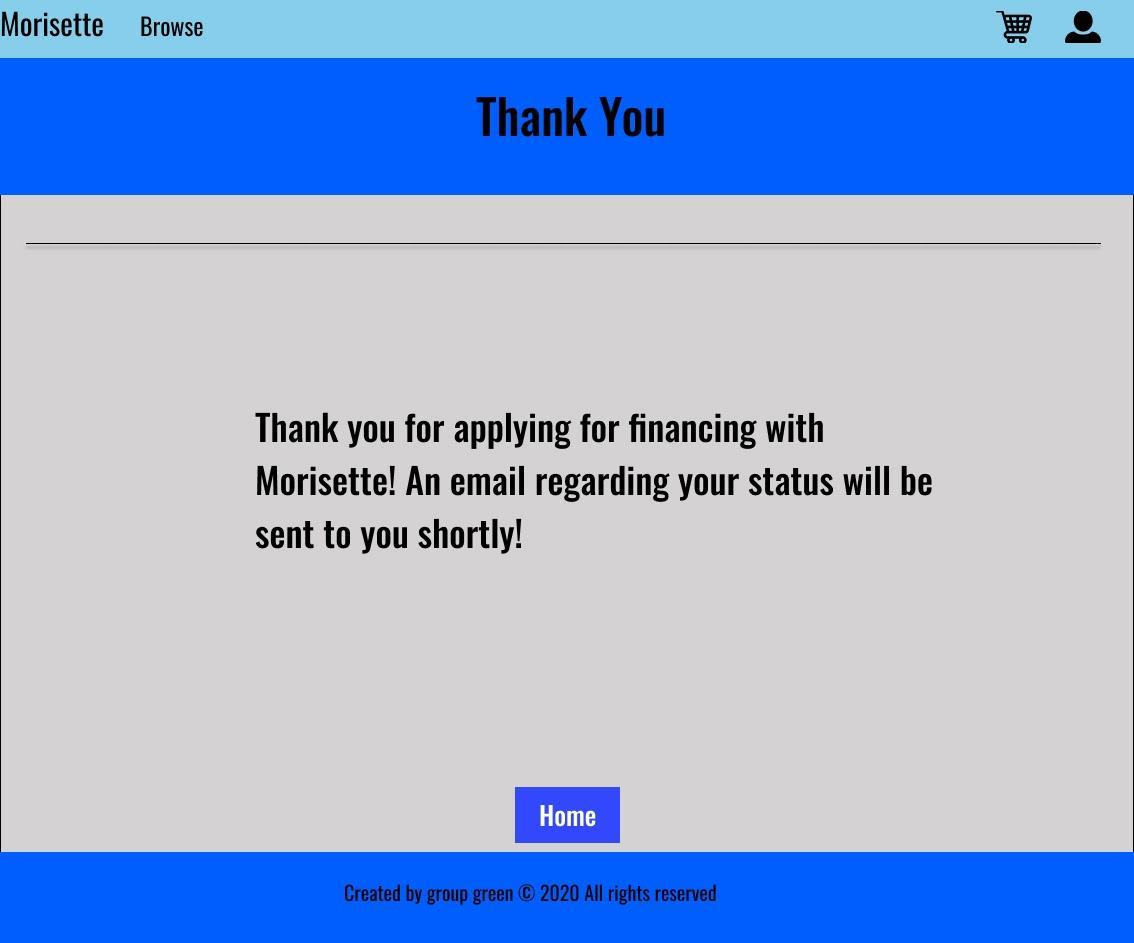 Morisette Browse
Thank You
Thank you for applying for financing with
Morisette! An email regarding your status will be
sent to you shortly!
Home
Created by group green © 2020 All rights reserved